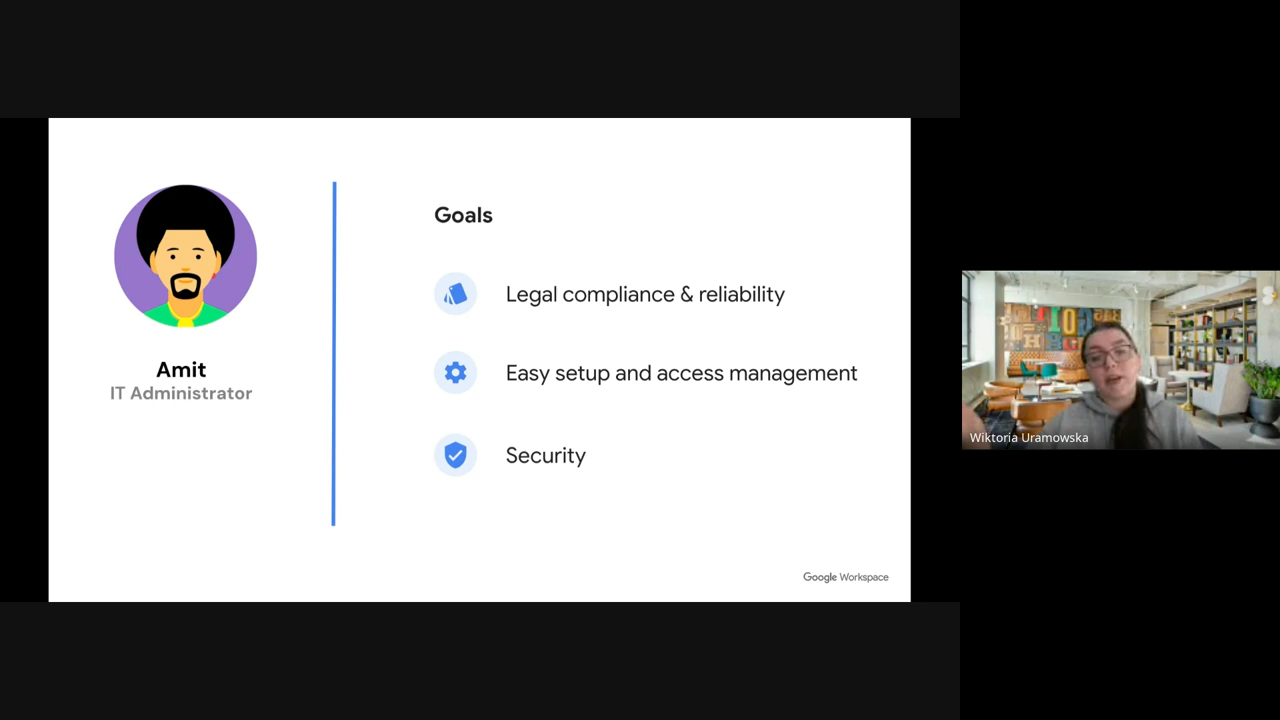 Goals
Legal compliance & reliability
Amit
IT Administrator
Easy setup and access management
Security
Google Workspace
Wiktoria Uramowska